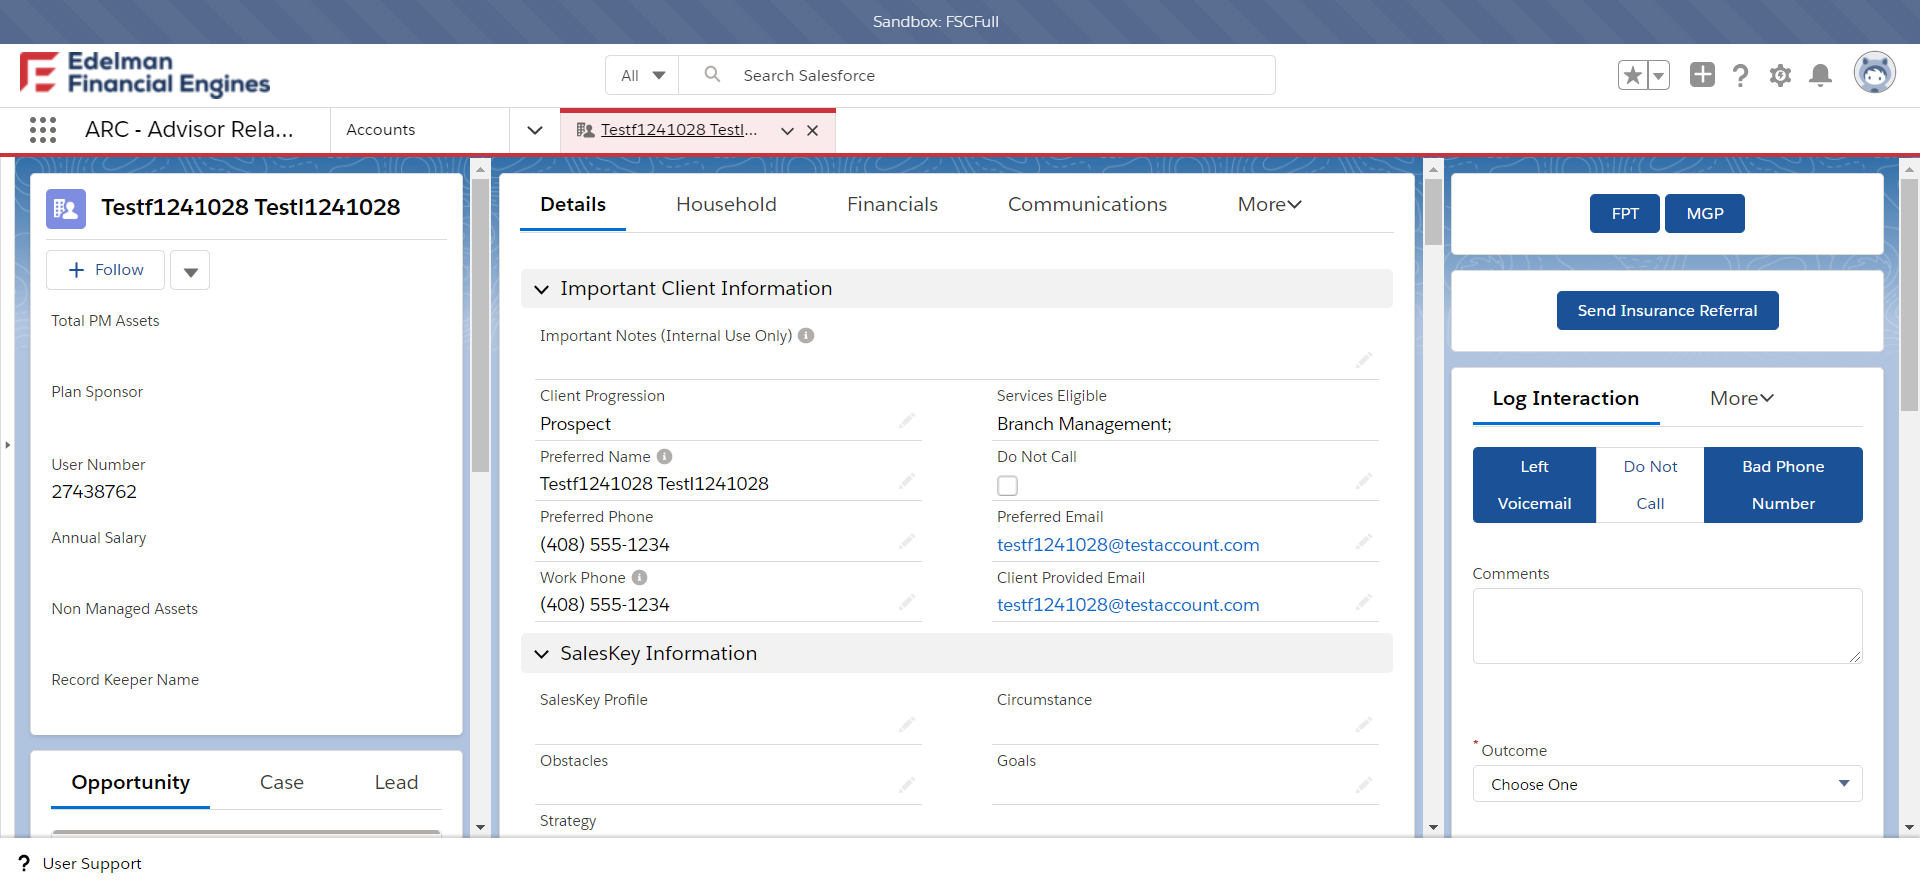 Sandbox: FSCFull
Edelman
Financial Engines
All
Search Salesforce
ARC - Advisor Rela...
Accounts
Testf1241028 Testl...
Testf1241028 Testl1241028
Follow
Total PM Assets
Plan Sponsor
User Number
27438762
Annual Salary
Non Managed Assets
Record Keeper Name
Opportunity
Case
Lead
Details
Household
Financials
Communications
More
Important Client Information
Important Notes (Internal Use Only)
Client Progression
Prospect
Services Eligible
Branch Management;
Preferred Name
Testf1241028 Testl1241028
Do Not Call
Preferred Phone
(408) 555-1234
Preferred Email
testf1241028@testaccount.com
Work Phone
(408) 555-1234
Client Provided Email
testf1241028@testaccount.com
SalesKey Information
SalesKey Profile
Circumstance
Obstacles
Goals
Strategy
FPT
MGP
Send Insurance Referral
Log Interaction
More
Left
Voicemail
Do Not
Call
Bad Phone
Number
Comments
* Outcome
Choose One
? User Support